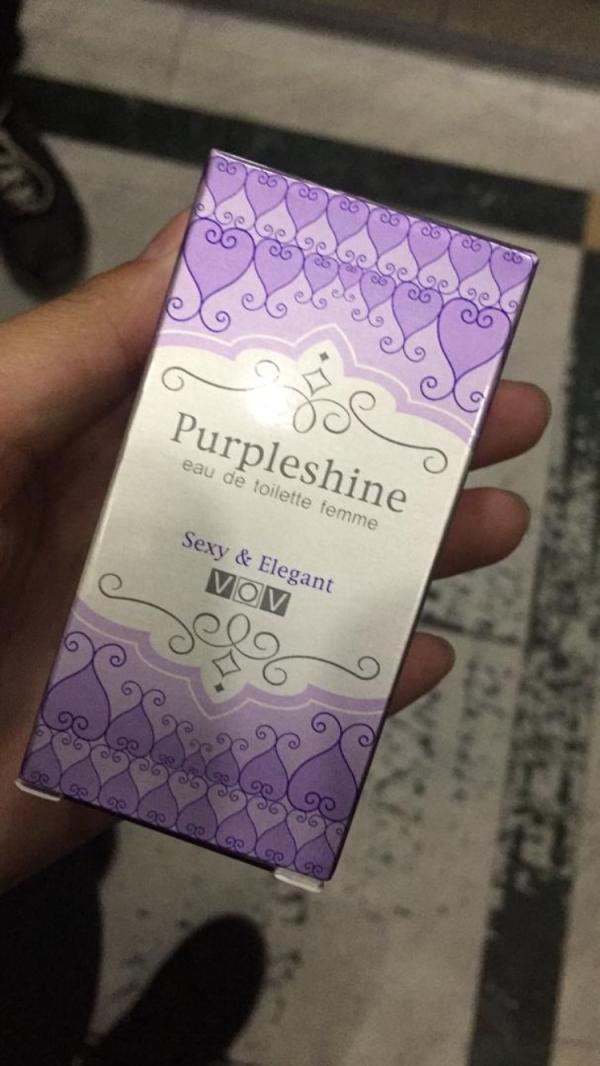 Purpleshine
eau de toilette femme
Sexy & Elegant
VOV